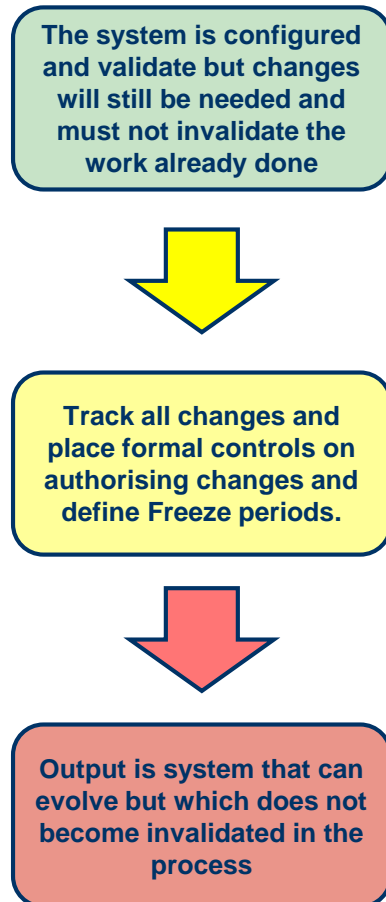 The system is configured
and validate but changes
will still be needed and
must not invalidate the
work already done
Track all changes and
place formal controls on
authorising changes and
define Freeze periods.
Output is system that can
evolve but which does not
become invalidated in the
process